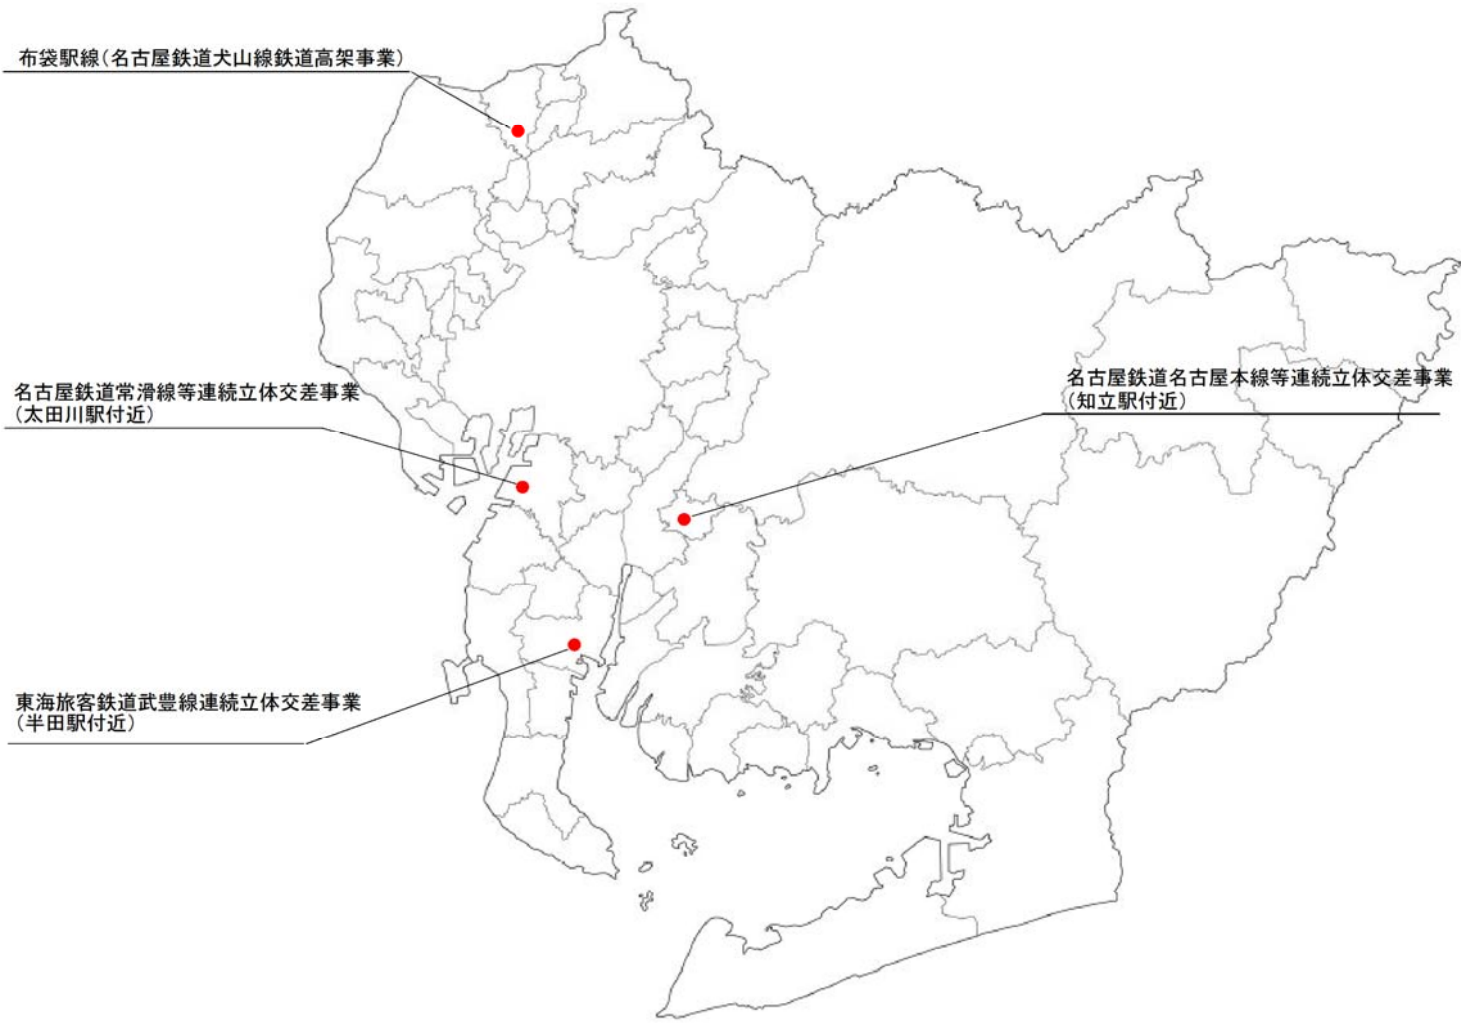 布袋駅線(名古屋鉄道犬山線鉄道高架事業)
名古屋鉄道常滑線等連続立体交差事業
(太田川駅付近)
名古屋鉄道名古屋本線等連続立体交差事業
(知立駅付近)
東海旅客鉄道武豊線連続立体交差事業
(半田駅付近)